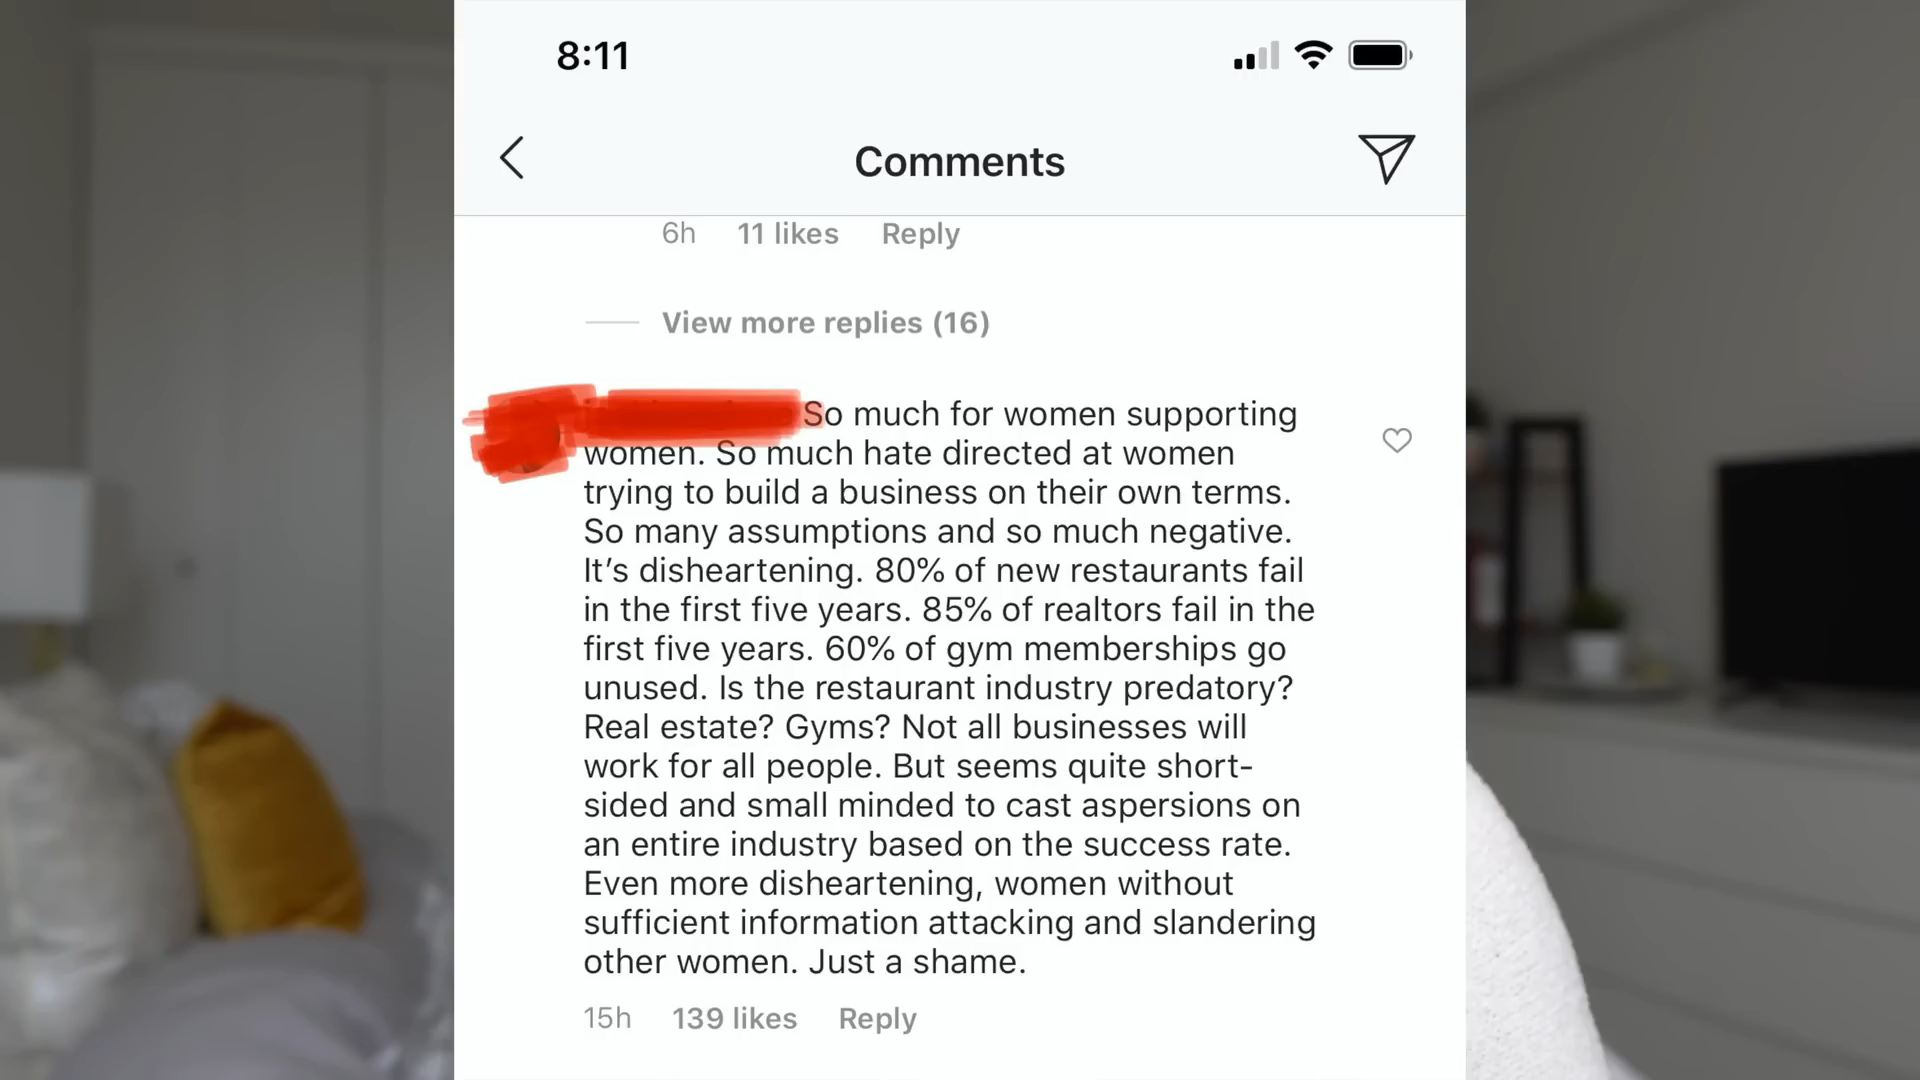 8:11
Comments
6h 11 likes Reply
View more replies (16)
So much for women supporting
women. So much hate directed at women
trying to build a business on their own terms.
So many assumptions and so much negative.
It's disheartening. 80% of new restaurants fail
in the first five years. 85% of realtors fail in the
first five years. 60% of gym memberships go
unused. Is the restaurant industry predatory?
Real estate? Gyms? Not all businesses will
work for all people. But seems quite short-
sided and small minded to cast aspersions on
an entire industry based on the success rate.
Even more disheartening, women without
sufficient information attacking and slandering
other women. Just a shame.
15h 139 likes Reply